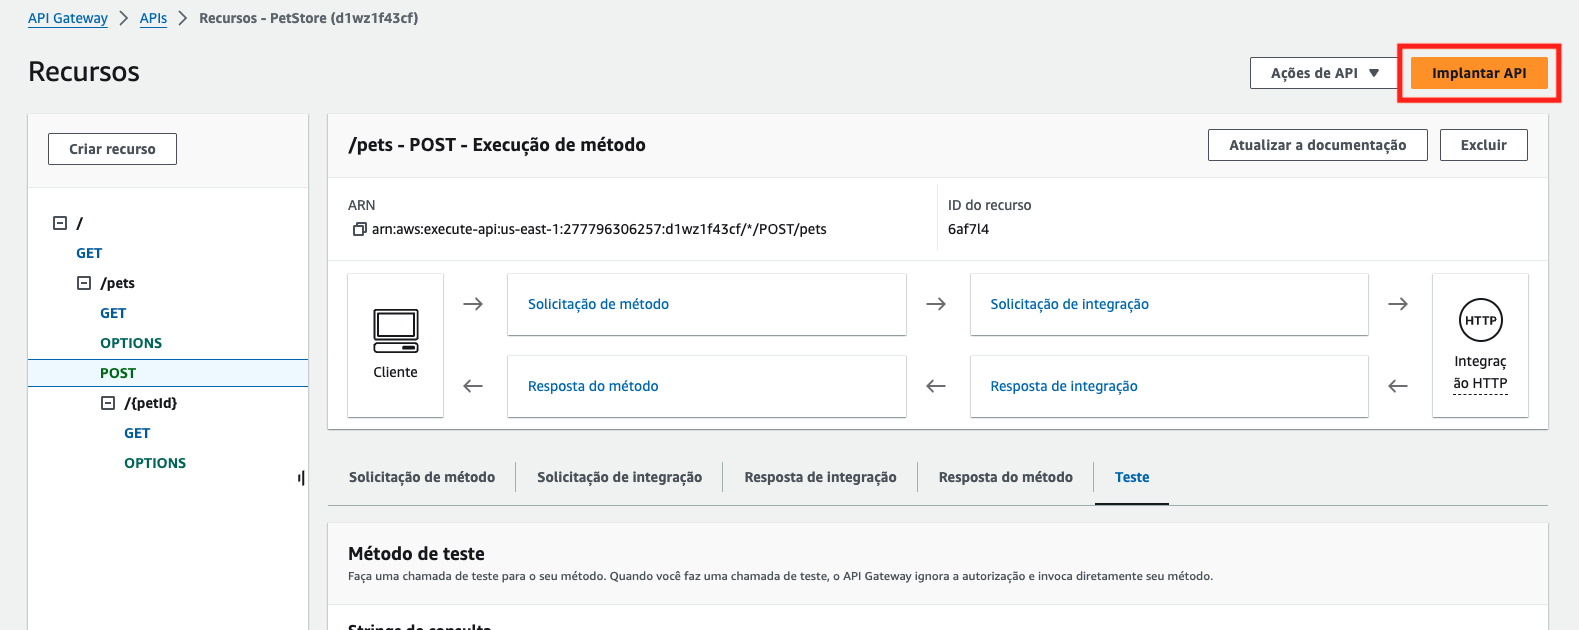 API Gateway > APIs > Recursos - PetStore (d1wz1f43cf)
Recursos
Ações de API ▼
Implantar API
Criar recurso
/
GET
/pets
GET
OPTIONS
POST
/{petId}
GET
OPTIONS
/pets - POST - Execução de método
Atualizar a documentação
Excluir
ARN
arn:aws:execute-api:us-east-1:277796306257:d1wz1f43cf/*/POST/pets
ID do recurso
6af7l4
Cliente
Solicitação de método
Solicitação de integração
Resposta do método
Resposta de integração
HTTP
Integraç
ão HTTP
Solicitação de método
Solicitação de integração
Resposta de integração
Resposta do método
Teste
Método de teste
Faça uma chamada de teste para o seu método. Quando você faz uma chamada de teste, o API Gateway ignora a autorização e invoca diretamente seu método.
Strings de consulta